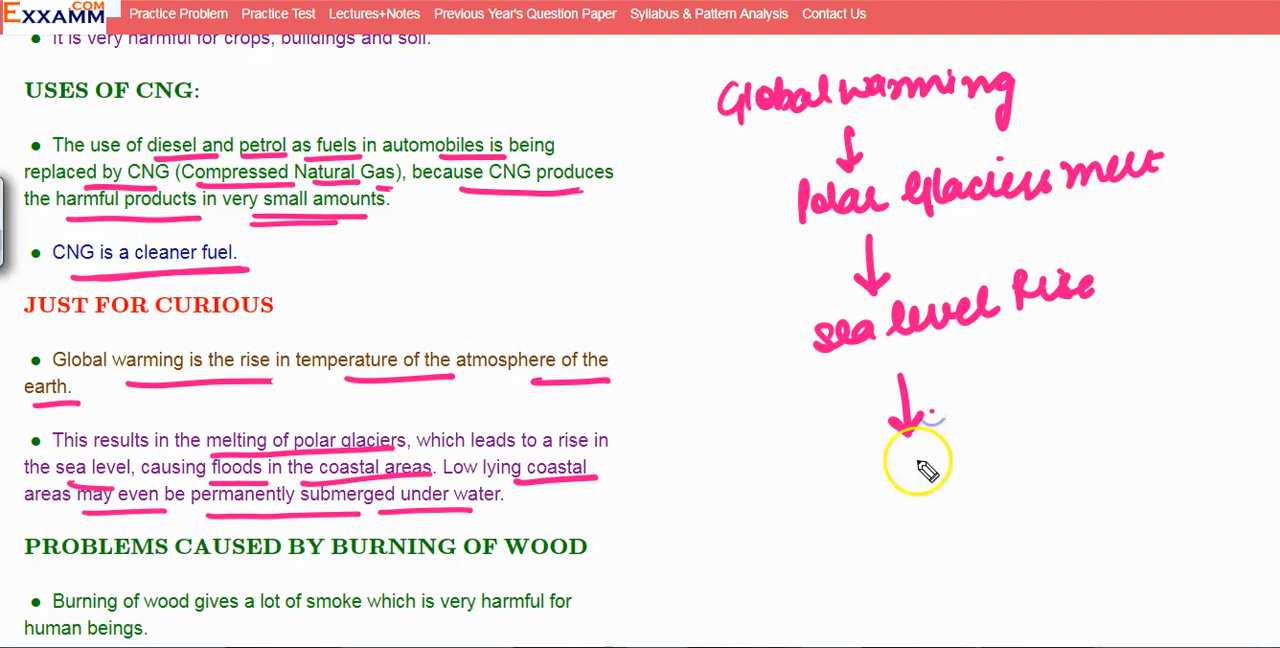 EXXAMM .COM
Practice Problem Practice Test Lectures+Notes Previous Year's Question Paper Syllabus & Pattern Analysis Contact Us
It is very harmful for crops, buildings and soil.
USES OF CNG:
The use of diesel and petrol as fuels in automobiles is being
replaced by CNG (Compressed Natural Gas), because CNG produces
the harmful products in very small amounts.
CNG is a cleaner fuel.
JUST FOR CURIOUS
Global warming is the rise in temperature of the atmosphere of the
earth.
This results in the melting of polar glaciers, which leads to a rise in
the sea level, causing floods in the coastal areas. Low lying coastal
areas may even be permanently submerged under water.
PROBLEMS CAUSED BY BURNING OF WOOD
Burning of wood gives a lot of smoke which is very harmful for
human beings.
Global warming
Polar Glaciers melt
sea level Rise